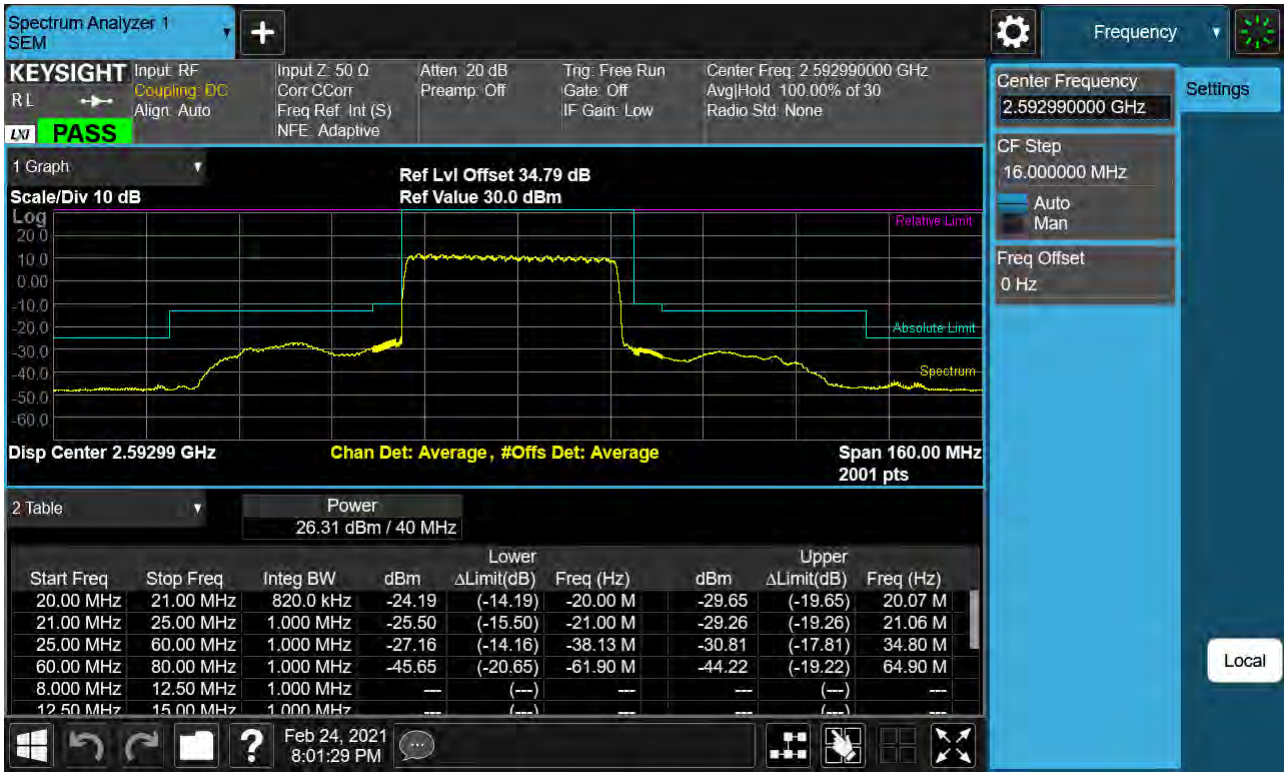 Spectrum Analyzer 1
SEM
Frequency
KEYSIGHT
RL
LXI
PASS
Input: RF
Coupling: DC
Align: Auto
Input Z: 50 Ω
Corr CCorr
Freq Ref: Int (S)
NFE: Adaptive
Atten: 20 dB
Preamp: Off
Trig: Free Run
Gate: Off
IF Gain: Low
Center Freq: 2.592990000 GHz
Avg|Hold: 100.00% of 30
Radio Std: None
Center Frequency
2.592990000 GHz
Settings
CF Step
16.000000 MHz
Auto
Man
Freq Offset
0 Hz
Local
1 Graph
Scale/Div 10 dB
Ref Lvl Offset 34.79 dB
Ref Value 30.0 dBm
Log
20.0
10.0
0.00
-10.0
-20.0
-30.0
-40.0
-50.0
-60.0
Relative Limit
Absolute Limit
Spectrum
Disp Center 2.59299 GHz
Chan Det: Average, #Offs Det: Average
Span 160.00 MHz
2001 pts
2 Table
Power
26.31 dBm / 40 MHz
Lower Upper
Start Freq Stop Freq Integ BW dBm ΔLimit(dB) Freq (Hz) dBm ΔLimit(dB) Freq (Hz)
20.00 MHz 21.00 MHz 820.0 kHz -24.19 (-14.19) -20.00 M -29.65 (-19.65) 20.07 M
21.00 MHz 25.00 MHz 1.000 MHz -25.50 (-15.50) -21.00 M -29.26 (-19.26) 21.06 M
25.00 MHz 60.00 MHz 1.000 MHz -27.16 (-14.16) -38.13 M -30.81 (-17.81) 34.80 M
60.00 MHz 80.00 MHz 1.000 MHz -45.65 (-20.65) -61.90 M -44.22 (-19.22) 64.90 M
8.000 MHz 12.50 MHz 1.000 MHz --- (---) --- --- (---) ---
12.50 MHz 15.00 MHz 1.000 MHz --- (---) --- --- (---) ---
Feb 24, 2021
8:01:29 PM